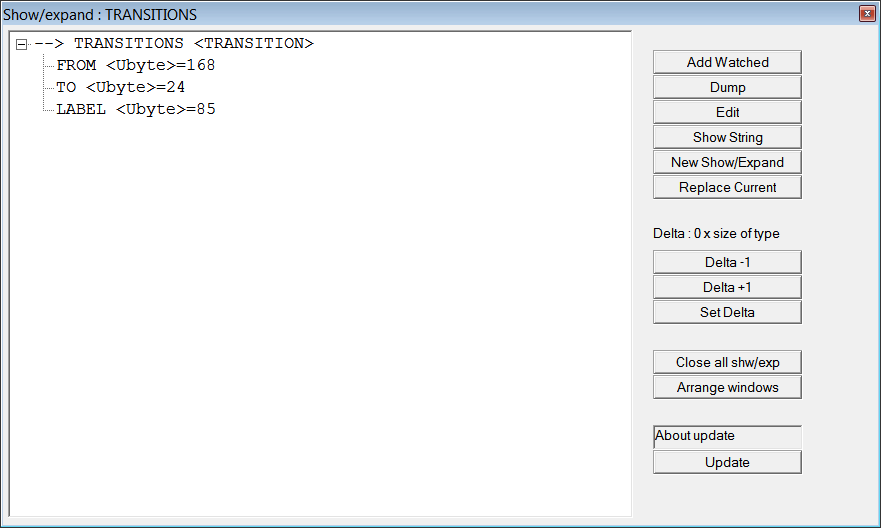 Show/expand : TRANSITIONS
--> TRANSITIONS <TRANSITION>
FROM <Ubyte>=168
TO <Ubyte>=24
LABEL <Ubyte>=85
Add Watched
Dump
Edit
Show String
New Show/Expand
Replace Current
Delta : 0 x size of type
Delta -1
Delta +1
Set Delta
Close all shw/exp
Arrange windows
About update
Update